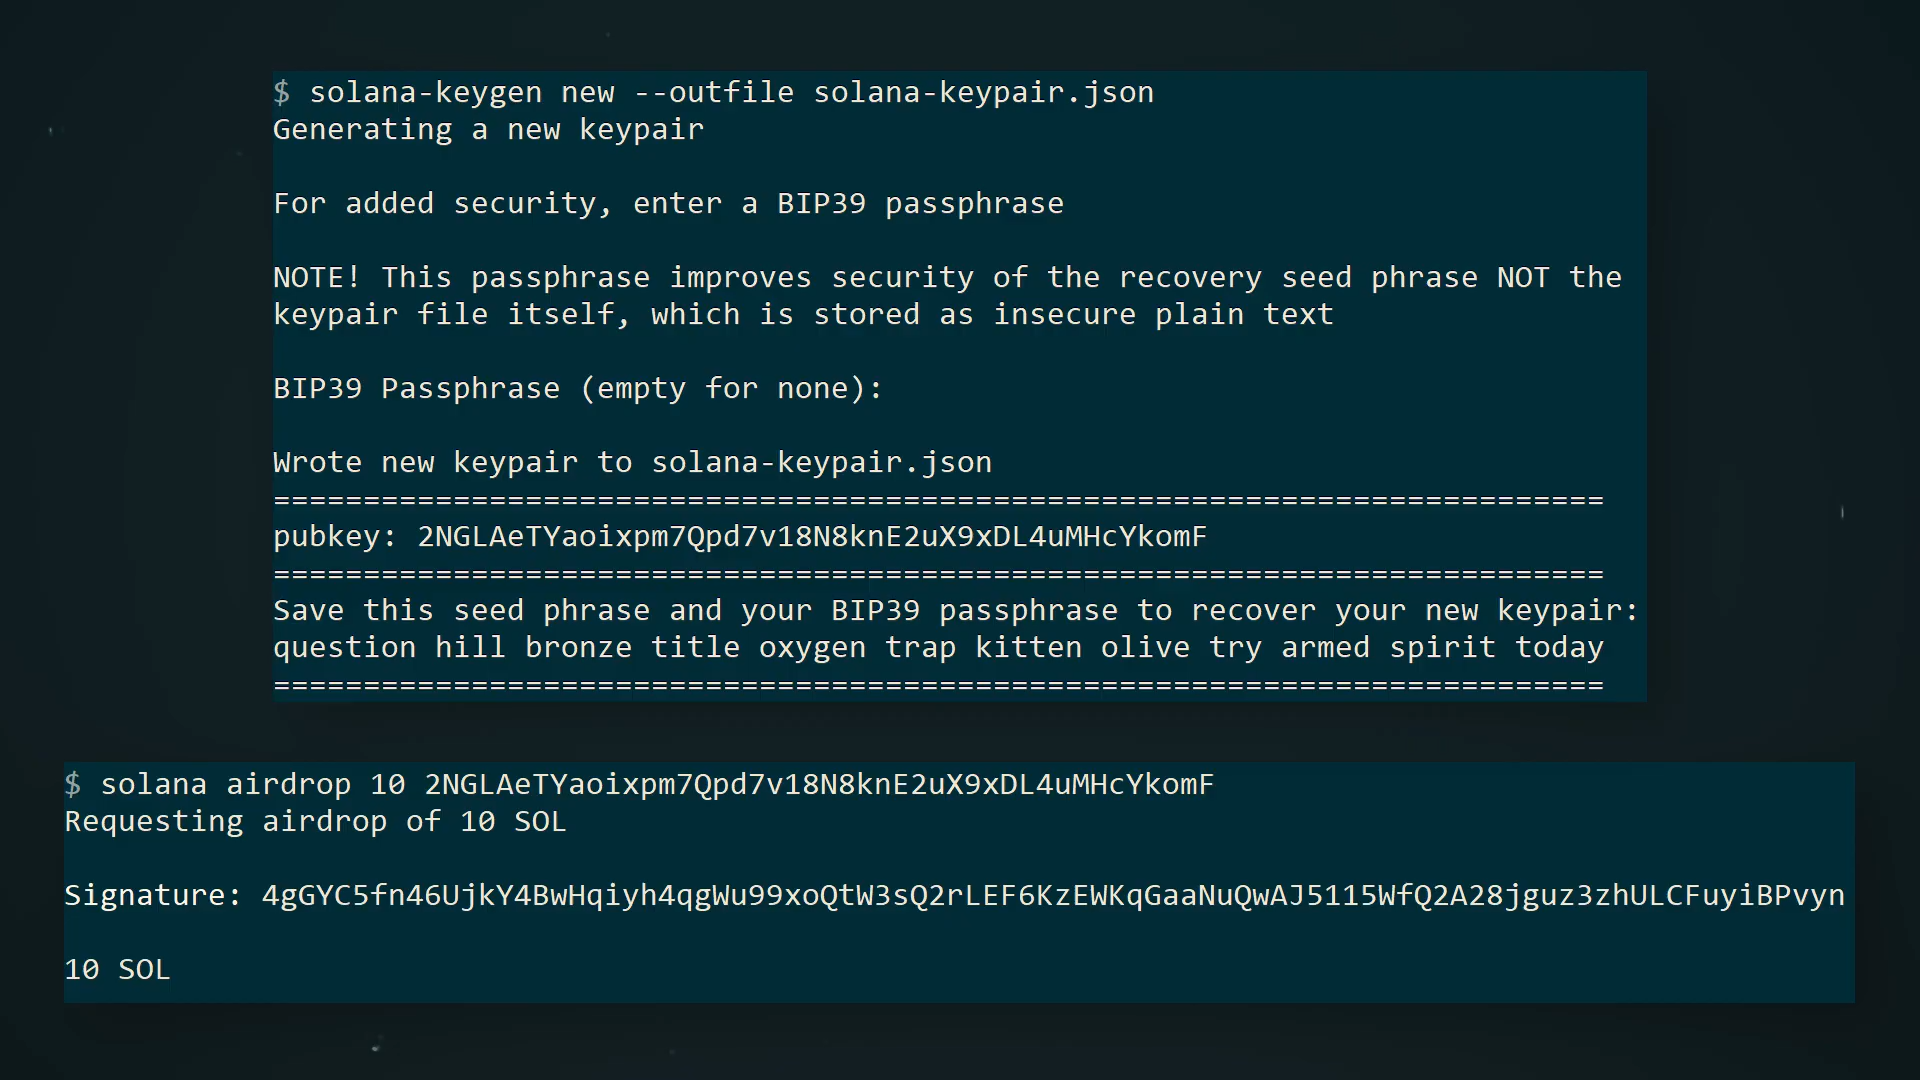 $ solana-keygen new --outfile solana-keypair.json
Generating a new keypair
For added security, enter a BIP39 passphrase
NOTE! This passphrase improves security of the recovery seed phrase NOT the
keypair file itself, which is stored as insecure plain text
BIP39 Passphrase (empty for none):
Wrote new keypair to solana-keypair.json
==========================================================================
pubkey: 2NGLAeTYaoixpm7Qpd7v18N8knE2uX9xDL4uMHcYkomF
==========================================================================
Save this seed phrase and your BIP39 passphrase to recover your new keypair:
question hill bronze title oxygen trap kitten olive try armed spirit today
==========================================================================
$ solana airdrop 10 2NGLAeTYaoixpm7Qpd7v18N8knE2uX9xDL4uMHcYkomF
Requesting airdrop of 10 SOL
Signature: 4gGYC5fn46UjkY4BwHqiyh4qgWu99xoQtW3sQ2rLEF6KzEWKqGaaNuQwAJ5115WfQ2A28jguz3zhULCFuyiBPvyn
10 SOL